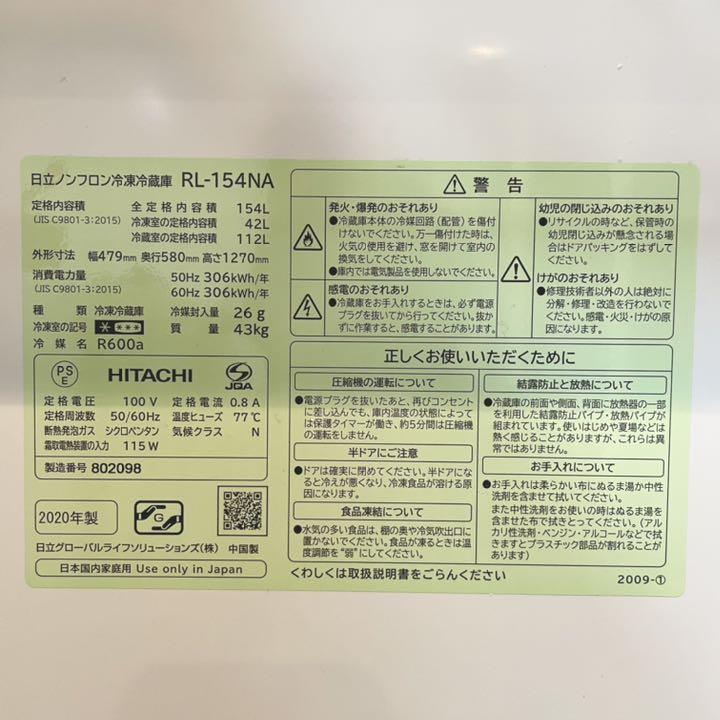 日立ノンフロン冷凍冷蔵庫 RL-154NA
定格内容積 全定格内容積 154L
(JIS C9801-3:2015) 冷凍室の定格内容積 42L
冷蔵室の定格内容積 112L
外形寸法 幅479mm 奥行580mm 高さ1270mm
消費電力量 50Hz 306kWh/年
(JIS C9801-3:2015) 60Hz 306kWh/年
種類 冷凍冷蔵庫 冷媒封入量 26g
冷凍室の記号 質量 43kg
冷媒名 R600a
PSE HITACHI JQA
定格電圧 100V 定格電流 0.8A
定格周波数 50/60Hz 温度ヒューズ 77℃
断熱発泡ガス シクロペンタン 気候クラス N
霜取電熱装置の入力 115W
製造番号 802098
2020年製
G
日立グローバルライフソリューションズ(株) 中国製
日本国内家庭用 Use only in Japan
警告
発火・爆発のおそれあり
●冷蔵庫本体の冷媒回路(配管)を傷付
けないでください。万一傷付けた時は、
火気の使用を避け、窓を開けて室内の
換気をしてください。
●庫内では電気製品を使用しないでください。
感電のおそれあり
●冷蔵庫をお手入れするときは、必ず電源
プラグを抜いてから行ってください。抜か
ずに作業すると、感電することがあります。
幼児の閉じ込みのおそれあり
●リサイクルの時など、保管時の
幼児閉じ込みが懸念される場
合はドアパッキングをはずして
ください。
けがのおそれあり
●修理技術者以外の人は絶対に
分解・修理・改造を行わないで
ください。感電・火災・けがの原
因になります。
正しくお使いいただくために
圧縮機の運転について
●電源プラグを抜いたあと、再びコンセント
に差し込んでも、庫内温度の状態によって
は保護タイマーが働き、約5分間は圧縮機
の運転をしません。
半ドアにご注意
●ドアは確実に閉めてください。半ドアにな
ると冷えが悪くなり、冷凍食品が溶ける原
因になります。
食品凍結について
●水気の多い食品は、棚の奥や冷気吹出口に
置かないでください。食品が凍るときは温
度調節を"弱"にしてください。
結露防止と放熱について
●冷蔵庫の前面や側面、背面に放熱器の一部
を利用した結露防止パイプ・放熱パイプが
組まれています。使いはじめや夏場などは
熱く感じることがありますが、これらは異
常ではありません。
お手入れについて
●お手入れは柔らかい布にぬるま湯か中性
洗剤を含ませて拭いてください。
また中性洗剤をお使いの時はぬるま湯を
含ませた布で拭きとってください。(アル
カリ性洗剤・ベンジン・アルコールなどで拭
きますとプラスチック部品が割れることが
あります)
くわしくは取扱説明書をごらんください
2009-①